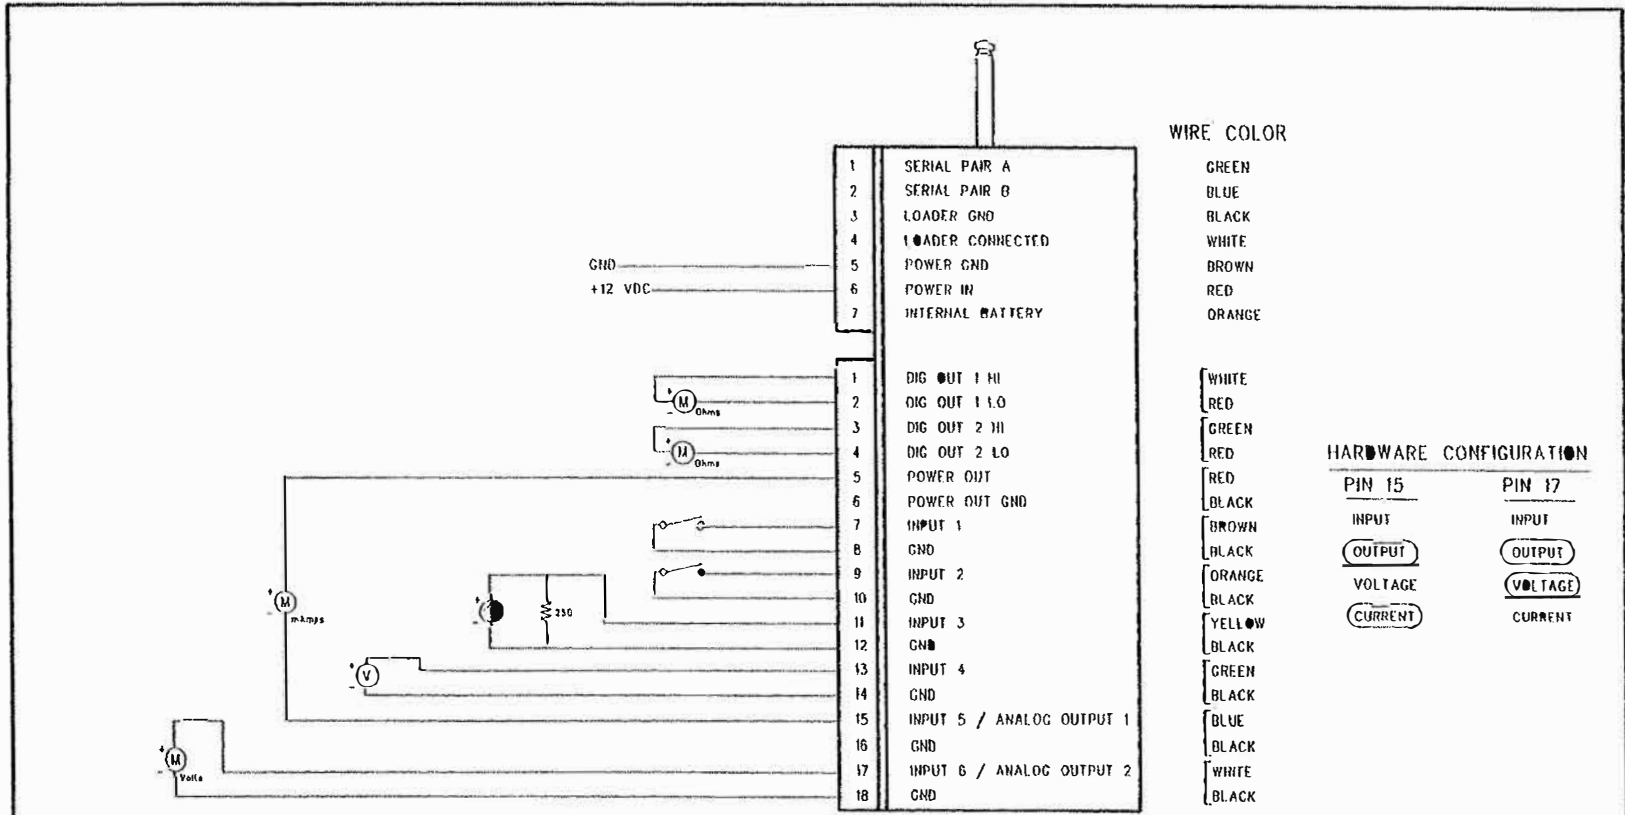 WIRE COLOR
1 SERIAL PAIR A GREEN
2 SERIAL PAIR B BLUE
3 LOADER GND BLACK
4 LOADER CONNECTED WHITE
GND 5 POWER GND BROWN
+12 VDC 6 POWER IN RED
7 INTERNAL BATTERY ORANGE
1 DIG OUT 1 HI WHITE
+ M - Ohms 2 DIG OUT 1 LO RED
3 DIG OUT 2 HI GREEN
+ M - Ohms 4 DIG OUT 2 LO RED
HARDWARE CONFIGURATION
5 POWER OUT RED
PIN 15 PIN 17
6 POWER OUT GND BLACK
7 INPUT 1 BROWN
INPUT INPUT
8 GND BLACK
OUTPUT OUTPUT
9 INPUT 2 ORANGE
VOLTAGE VOLTAGE
+ M - mAmps
10 GND BLACK
+ - 250
11 INPUT 3 YELLOW
CURRENT CURRENT
12 GND BLACK
13 INPUT 4 GREEN
+ V -
14 GND BLACK
15 INPUT 5 / ANALOG OUTPUT 1 BLUE
16 GND BLACK
+ M - Volts
17 INPUT 6 / ANALOG OUTPUT 2 WHITE
18 GND BLACK